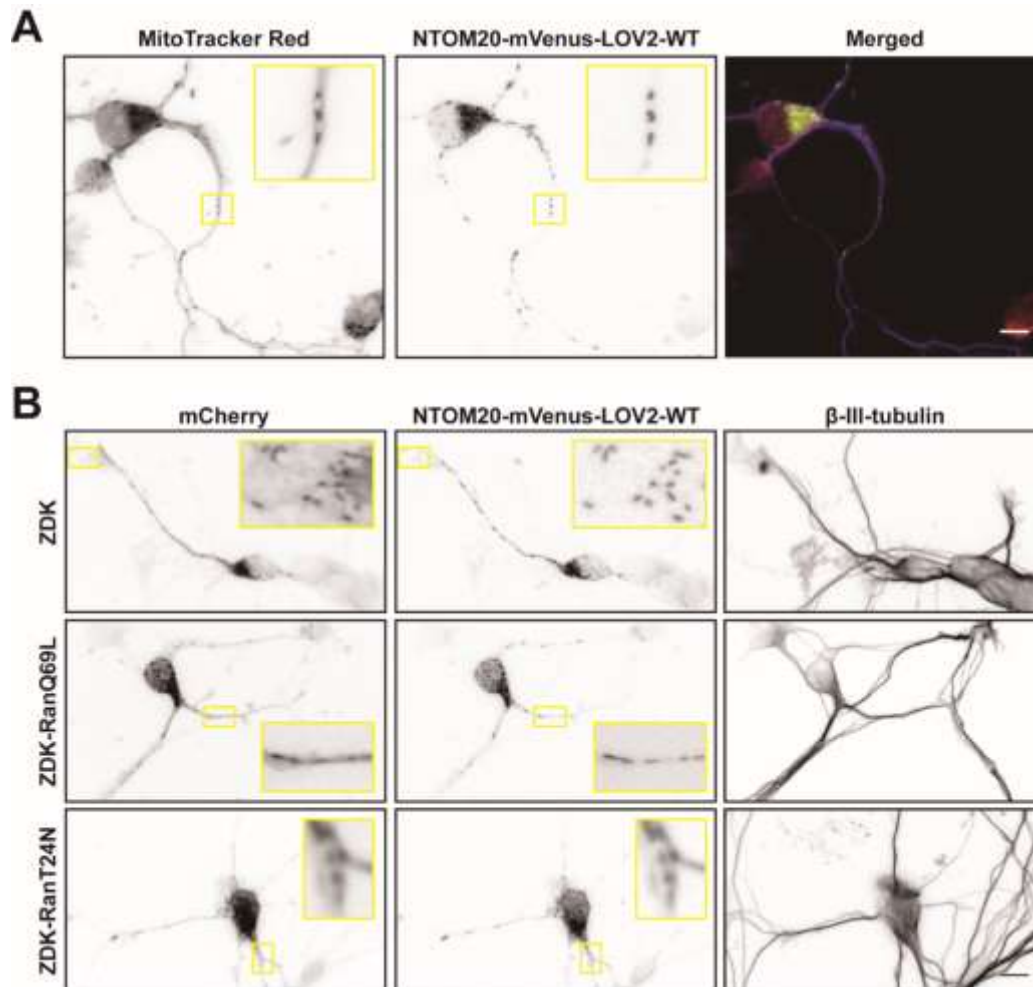 A
MitoTracker Red NTOM20-mVenus-LOV2-WT Merged
B
mCherry NTOM20-mVenus-LOV2-WT β-III-tubulin
ZDK
ZDK-RanQ69L
ZDK-RanT24N